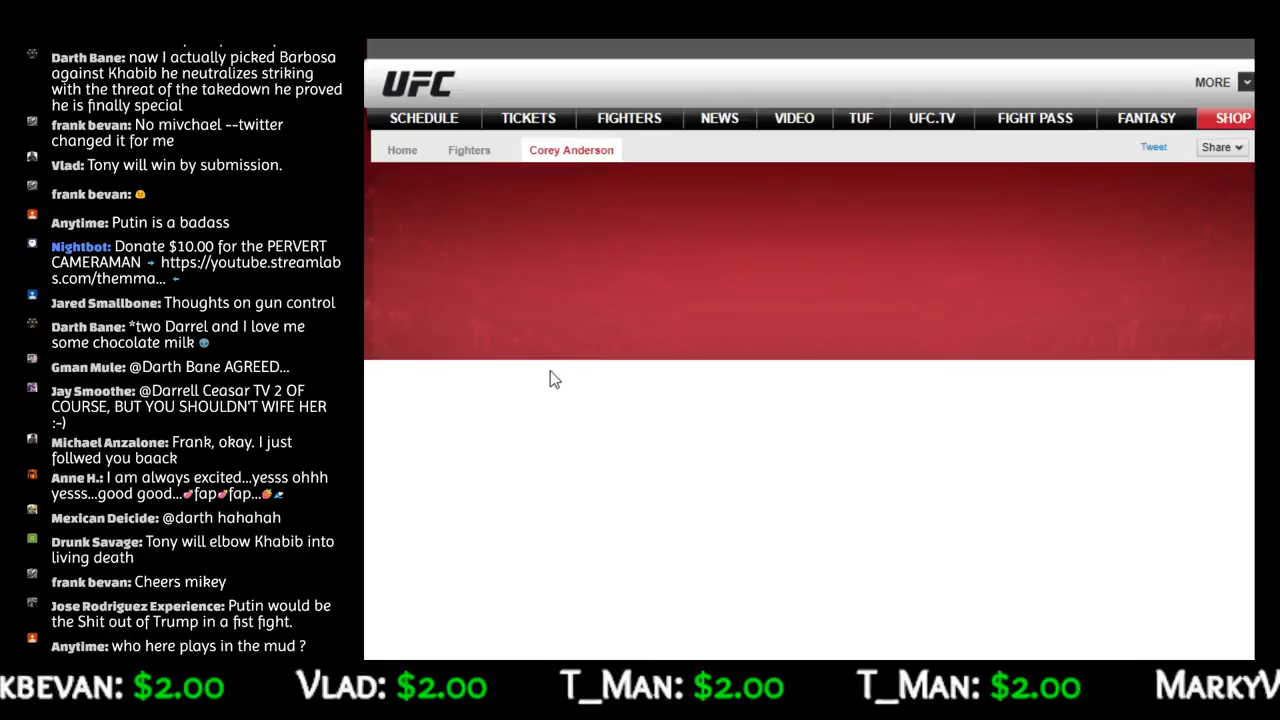 Darth Bane: naw I actually picked Barbosa
against Khabib he neutralizes striking
with the threat of the takedown he proved
he is finally special
frank bevan: No mivchael --twitter
changed it for me
Vlad: Tony will win by submission.
frank bevan:
Anytime: Putin is a badass
Nightbot: Donate $10.00 for the PERVERT
CAMERAMAN https://youtube.streamlab
s.com/themma...
Jared Smallbone: Thoughts on gun control
Darth Bane: *two Darrel and I love me
some chocolate milk
Gman Mule: @Darth Bane AGREED...
Jay Smoothe: @Darrell Ceasar TV 2 OF
COURSE, BUT YOU SHOULDN'T WIFE HER
:-)
Michael Anzalone: Frank, okay. I just
follwed you baack
Anne H.: I am always excited...yesss ohhh
yesss...good good...fap fap...
Mexican Deicide: @darth hahahah
Drunk Savage: Tony will elbow Khabib into
living death
frank bevan: Cheers mikey
Jose Rodriguez Experience: Putin would be
the Shit out of Trump in a fist fight.
Anytime: who here plays in the mud ?
UFC
MORE
SCHEDULE TICKETS FIGHTERS NEWS VIDEO TUF UFC.TV FIGHT PASS FANTASY SHOP
Home Fighters Corey Anderson Tweet Share
KBEVAN: $2.00 VLAD: $2.00 T_MAN: $2.00 T_MAN: $2.00 MARKYV